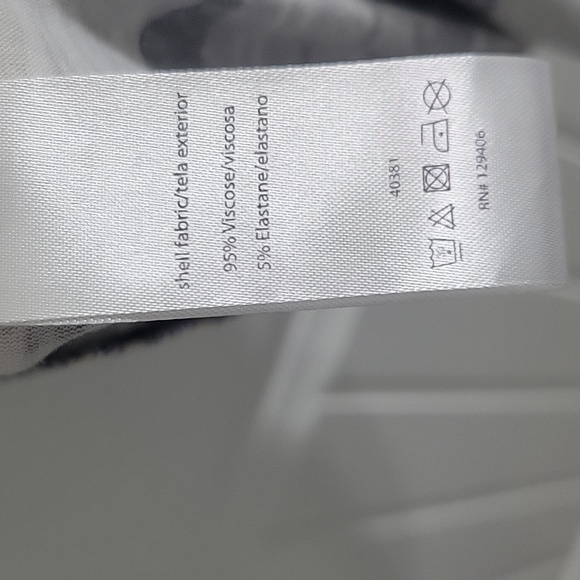 shell fabric/tela exterior
95% Viscose/viscosa
5% Elastane/elastano
40381
RN# 129406